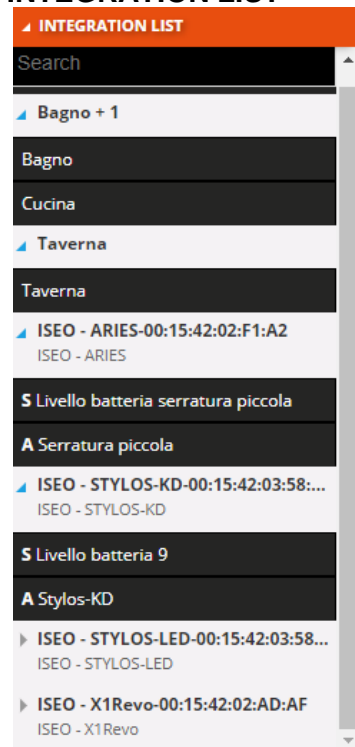 INTEGRATION LIST
INTEGRATION LIST
Search
Bagno + 1
Bagno
Cucina
Taverna
Taverna
ISEO - ARIES-00:15:42:02:F1:A2
ISEO - ARIES
S Livello batteria serratura piccola
A Serratura piccola
ISEO - STYLOS-KD-00:15:42:03:58:...
ISEO - STYLOS-KD
S Livello batteria 9
A Stylos-KD
ISEO - STYLOS-LED-00:15:42:03:58...
ISEO - STYLOS-LED
ISEO - X1Revo-00:15:42:02:AD:AF
ISEO - X1Revo